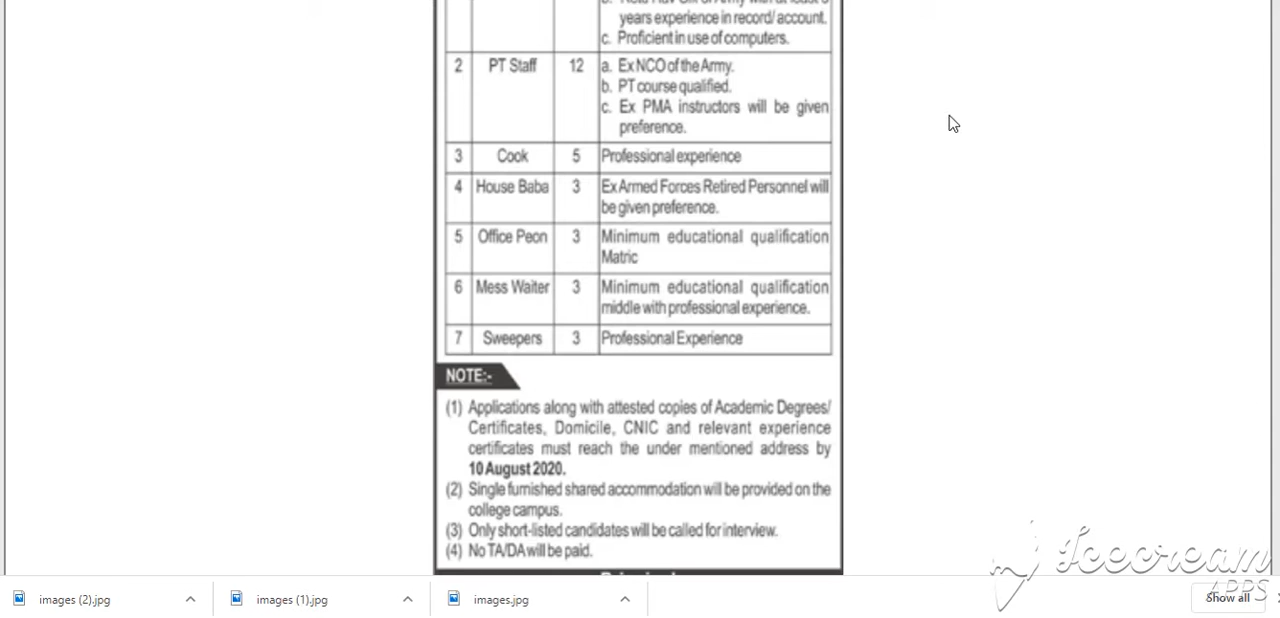 years experience in record/ account.
c. Proficient in use of computers.
2 PT Staff 12 a. Ex NCO of the Army.
b. PT course qualified.
c. Ex PMA instructors will be given
preference.
3 Cook 5 Professional experience
4 House Baba 3 Ex Armed Forces Retired Personnel will
be given preference.
5 Office Peon 3 Minimum educational qualification
Matric
6 Mess Waiter 3 Minimum educational qualification
middle with professional experience.
7 Sweepers 3 Professional Experience
NOTE:-
(1) Applications along with attested copies of Academic Degrees/
Certificates, Domicile, CNIC and relevant experience
certificates must reach the under mentioned address by
10 August 2020.
(2) Single furnished shared accommodation will be provided on the
college campus.
(3) Only short-listed candidates will be called for interview.
(4) No TA/DA will be paid.
Icecream
APPS
images (2).jpg
images (1).jpg
images.jpg
Show all